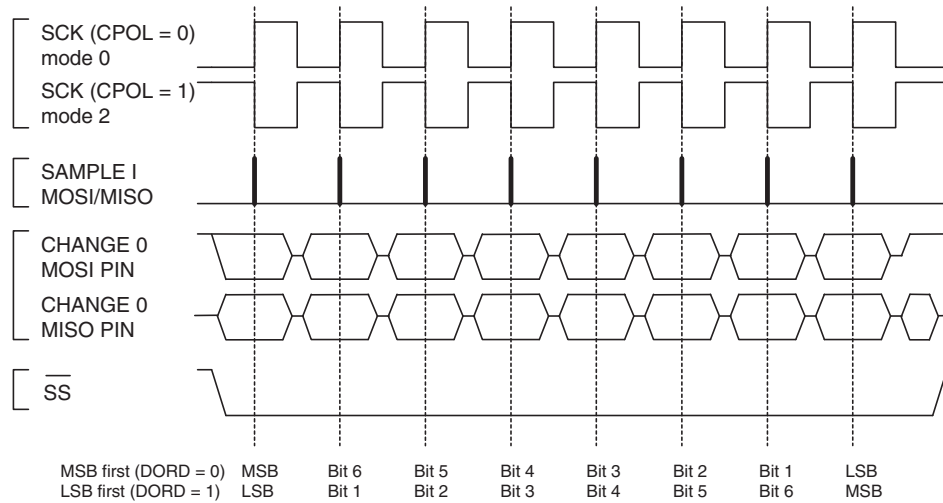 SCK (CPOL = 0)
mode 0
SCK (CPOL = 1)
mode 2
SAMPLE I
MOSI/MISO
CHANGE 0
MOSI PIN
CHANGE 0
MISO PIN
SS
MSB first (DORD = 0) MSB Bit 6 Bit 5 Bit 4 Bit 3 Bit 2 Bit 1 LSB
LSB first (DORD = 1) LSB Bit 1 Bit 2 Bit 3 Bit 4 Bit 5 Bit 6 MSB